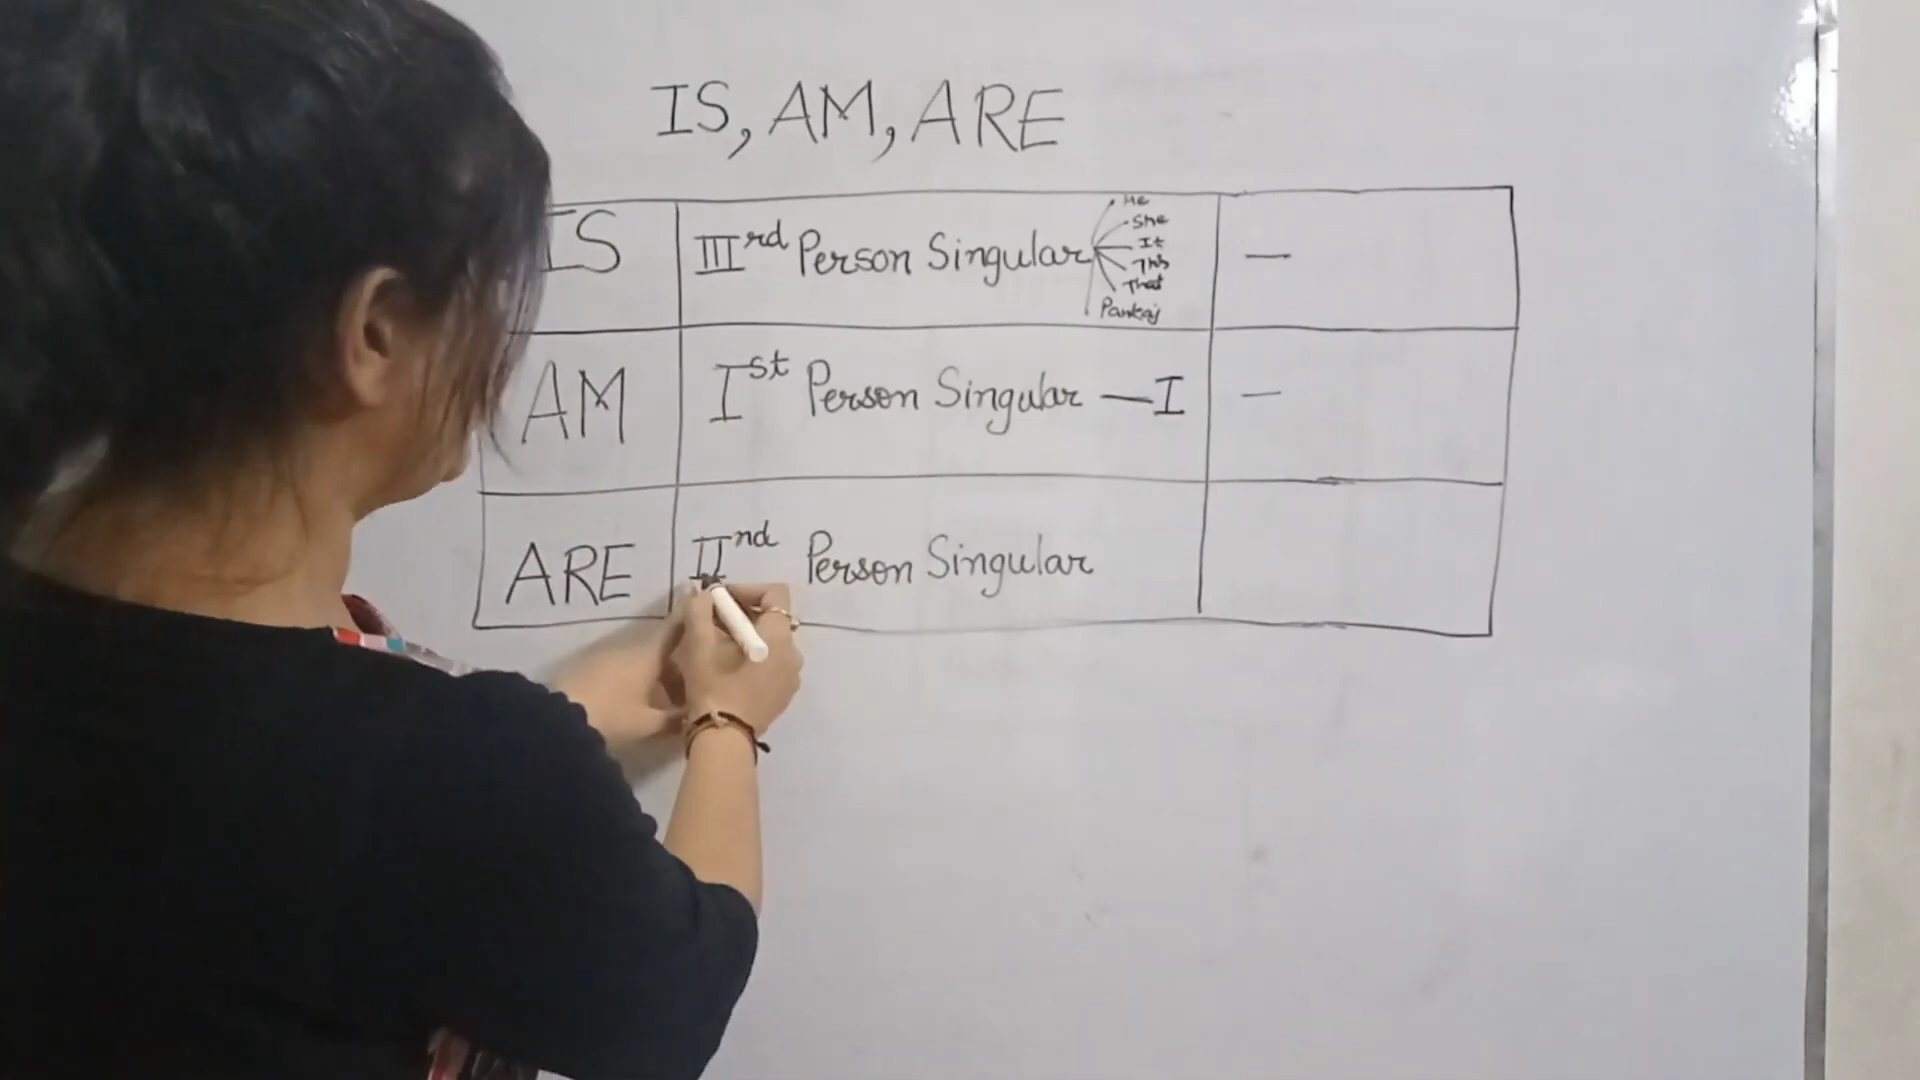 IS, AM, ARE
IS
IIIrd Person Singular
He
She
It
This
That
Pankaj
—
AM
Ist Person Singular — I
—
ARE
IInd Person Singular